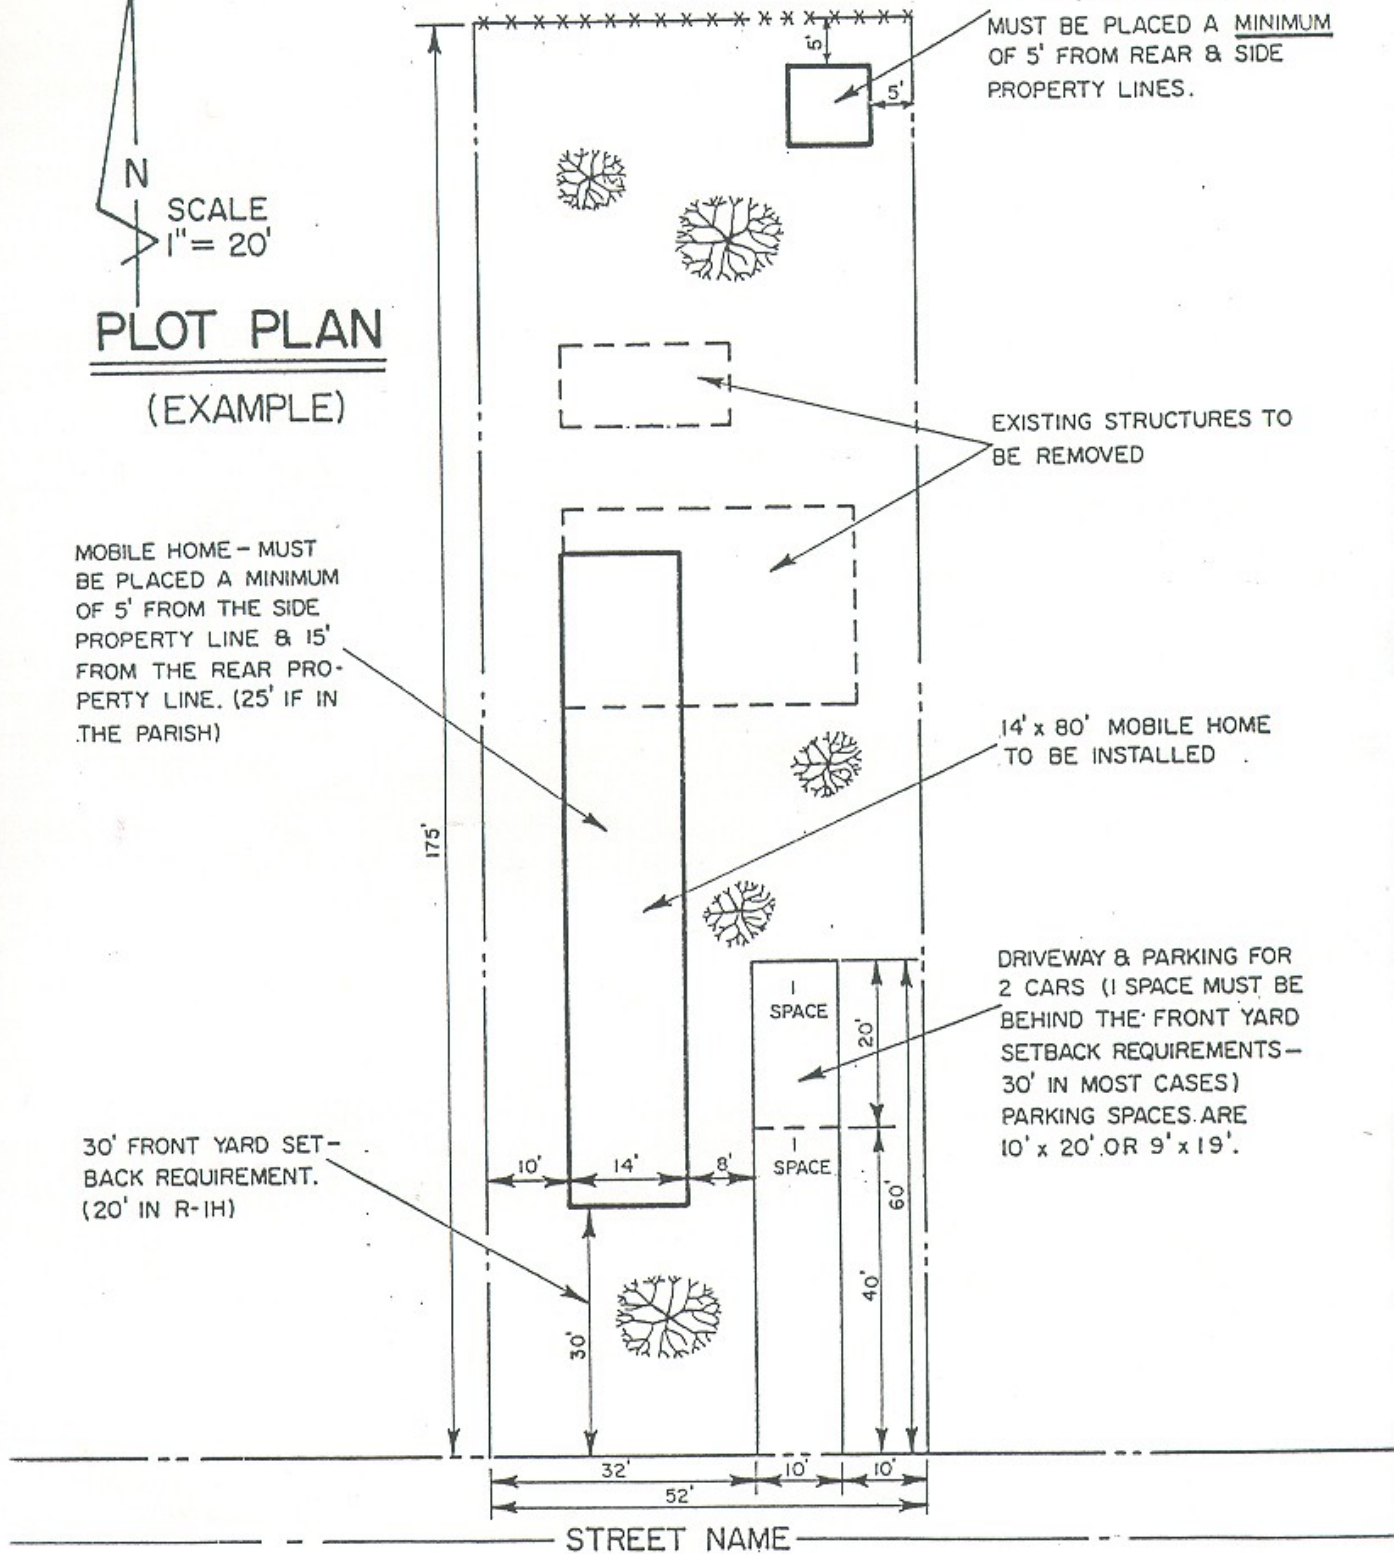 MUST BE PLACED A MINIMUM
OF 5' FROM REAR & SIDE
PROPERTY LINES.
5'
5'
N
SCALE
1" = 20'
PLOT PLAN
(EXAMPLE)
EXISTING STRUCTURES TO
BE REMOVED
MOBILE HOME - MUST
BE PLACED A MINIMUM
OF 5' FROM THE SIDE
PROPERTY LINE & 15'
FROM THE REAR PRO-
PERTY LINE. (25' IF IN
THE PARISH)
14' x 80' MOBILE HOME
TO BE INSTALLED
175'
DRIVEWAY & PARKING FOR
2 CARS (1 SPACE MUST BE
BEHIND THE FRONT YARD
SETBACK REQUIREMENTS -
30' IN MOST CASES)
PARKING SPACES ARE
10' x 20' OR 9' x 19'.
1
SPACE
20'
1
SPACE
60'
40'
30' FRONT YARD SET-
BACK REQUIREMENT.
(20' IN R-1H)
10'
14'
8'
30'
32'
10'
10'
52'
STREET NAME